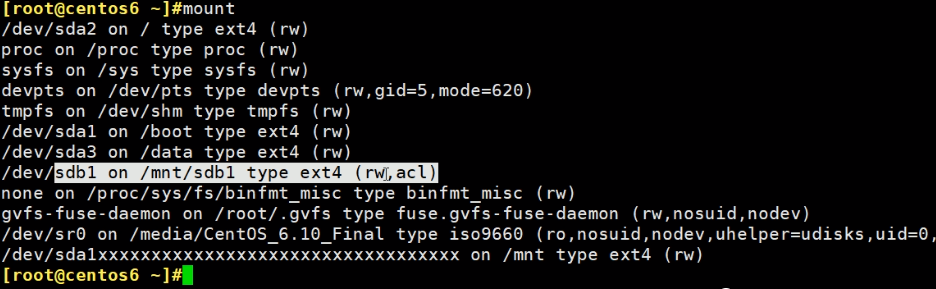 [root@centos6 ~]#mount
/dev/sda2 on / type ext4 (rw)
proc on /proc type proc (rw)
sysfs on /sys type sysfs (rw)
devpts on /dev/pts type devpts (rw,gid=5,mode=620)
tmpfs on /dev/shm type tmpfs (rw)
/dev/sda1 on /boot type ext4 (rw)
/dev/sda3 on /data type ext4 (rw)
/dev/sdb1 on /mnt/sdb1 type ext4 (rw,acl)
none on /proc/sys/fs/binfmt_misc type binfmt_misc (rw)
gvfs-fuse-daemon on /root/.gvfs type fuse.gvfs-fuse-daemon (rw,nosuid,nodev)
/dev/sr0 on /media/CentOS_6.10_Final type iso9660 (ro,nosuid,nodev,uhelper=udisks,uid=0,
/dev/sda1xxxxxxxxxxxxxxxxxxxxxxxxxxxxxxxxxx on /mnt type ext4 (rw)
[root@centos6 ~]#